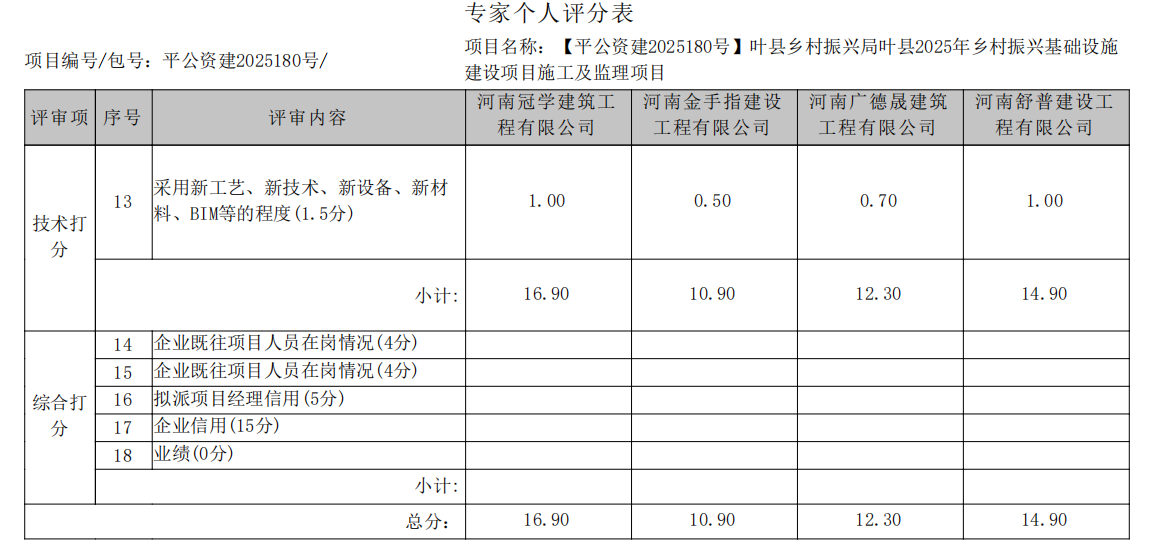 专家个人评分表
项目编号/包号：平公资建2025180号/
项目名称：【平公资建2025180号】叶县乡村振兴局叶县2025年乡村振兴基础设施
建设项目施工及监理项目
评审项 序号 评审内容 河南冠学建筑工 河南金手指建设 河南广德晟建筑 河南舒普建设工
程有限公司 工程有限公司 工程有限公司 程有限公司
技术打
分
13 采用新工艺、新技术、新设备、新材
料、BIM等的程度(1.5分)
1.00 0.50 0.70 1.00
小计: 16.90 10.90 12.30 14.90
综合打
分
14 企业既往项目人员在岗情况(4分)
15 企业既往项目人员在岗情况(4分)
16 拟派项目经理信用(5分)
17 企业信用(15分)
18 业绩(0分)
小计:
总分： 16.90 10.90 12.30 14.90